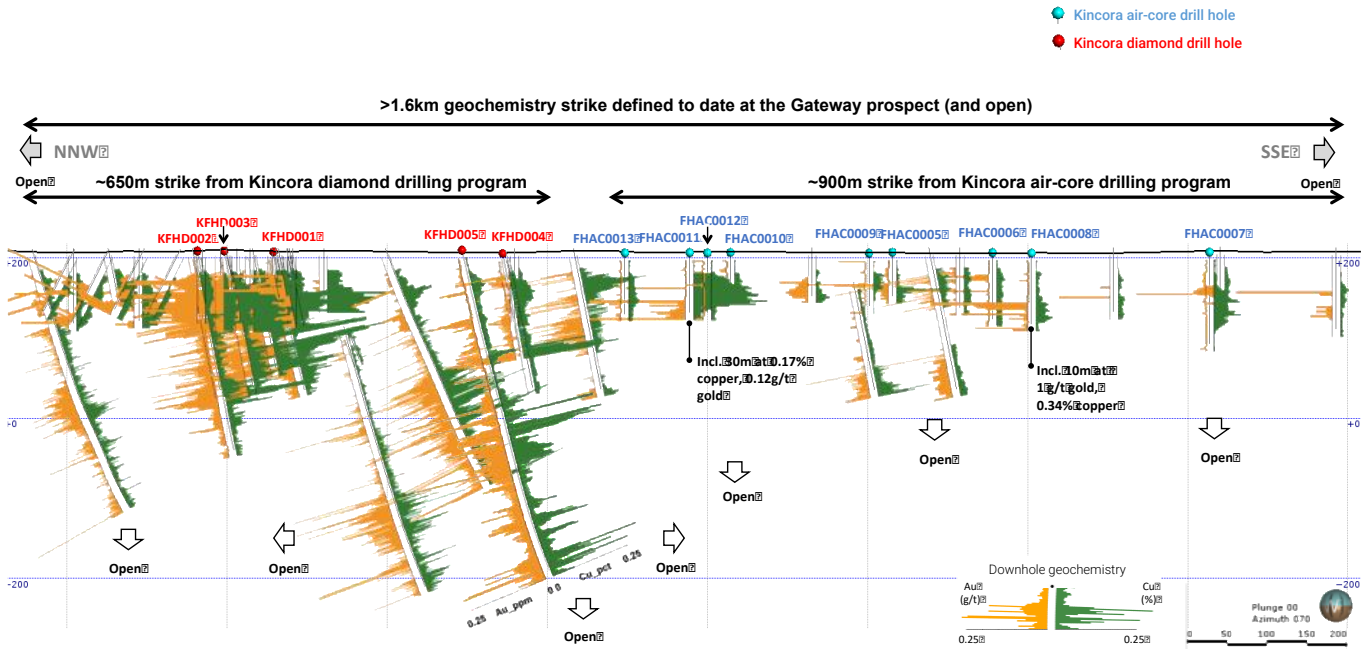 Kincora air-core drill hole
Kincora diamond drill hole
>1.6km geochemistry strike defined to date at the Gateway prospect (and open)
NNW
SSE
Open
Open
~650m strike from Kincora diamond drilling program
~900m strike from Kincora air-core drilling program
KFHD003
FHAC0012
KFHD002
KFHD001
KFHD005
KFHD004
FHAC0013
FHAC0011
FHAC0010
FHAC0009
FHAC0005
FHAC0006
FHAC0008
FHAC0007
-200
+200
Incl. 30m at 0.17%
copper, 0.12g/t
gold
Incl. 10m at
1 g/t gold,
0.34% copper
-0
+0
Open
Open
Open
Open
Open
Open
Open
-200
-200
0.25 Au_ppm 0 0 Cu_pct 0.25
Downhole geochemistry
Au
(g/t)
Cu
(%)
0.25
0.25
Plunge 00
Azimuth 070
0 50 100 150 200